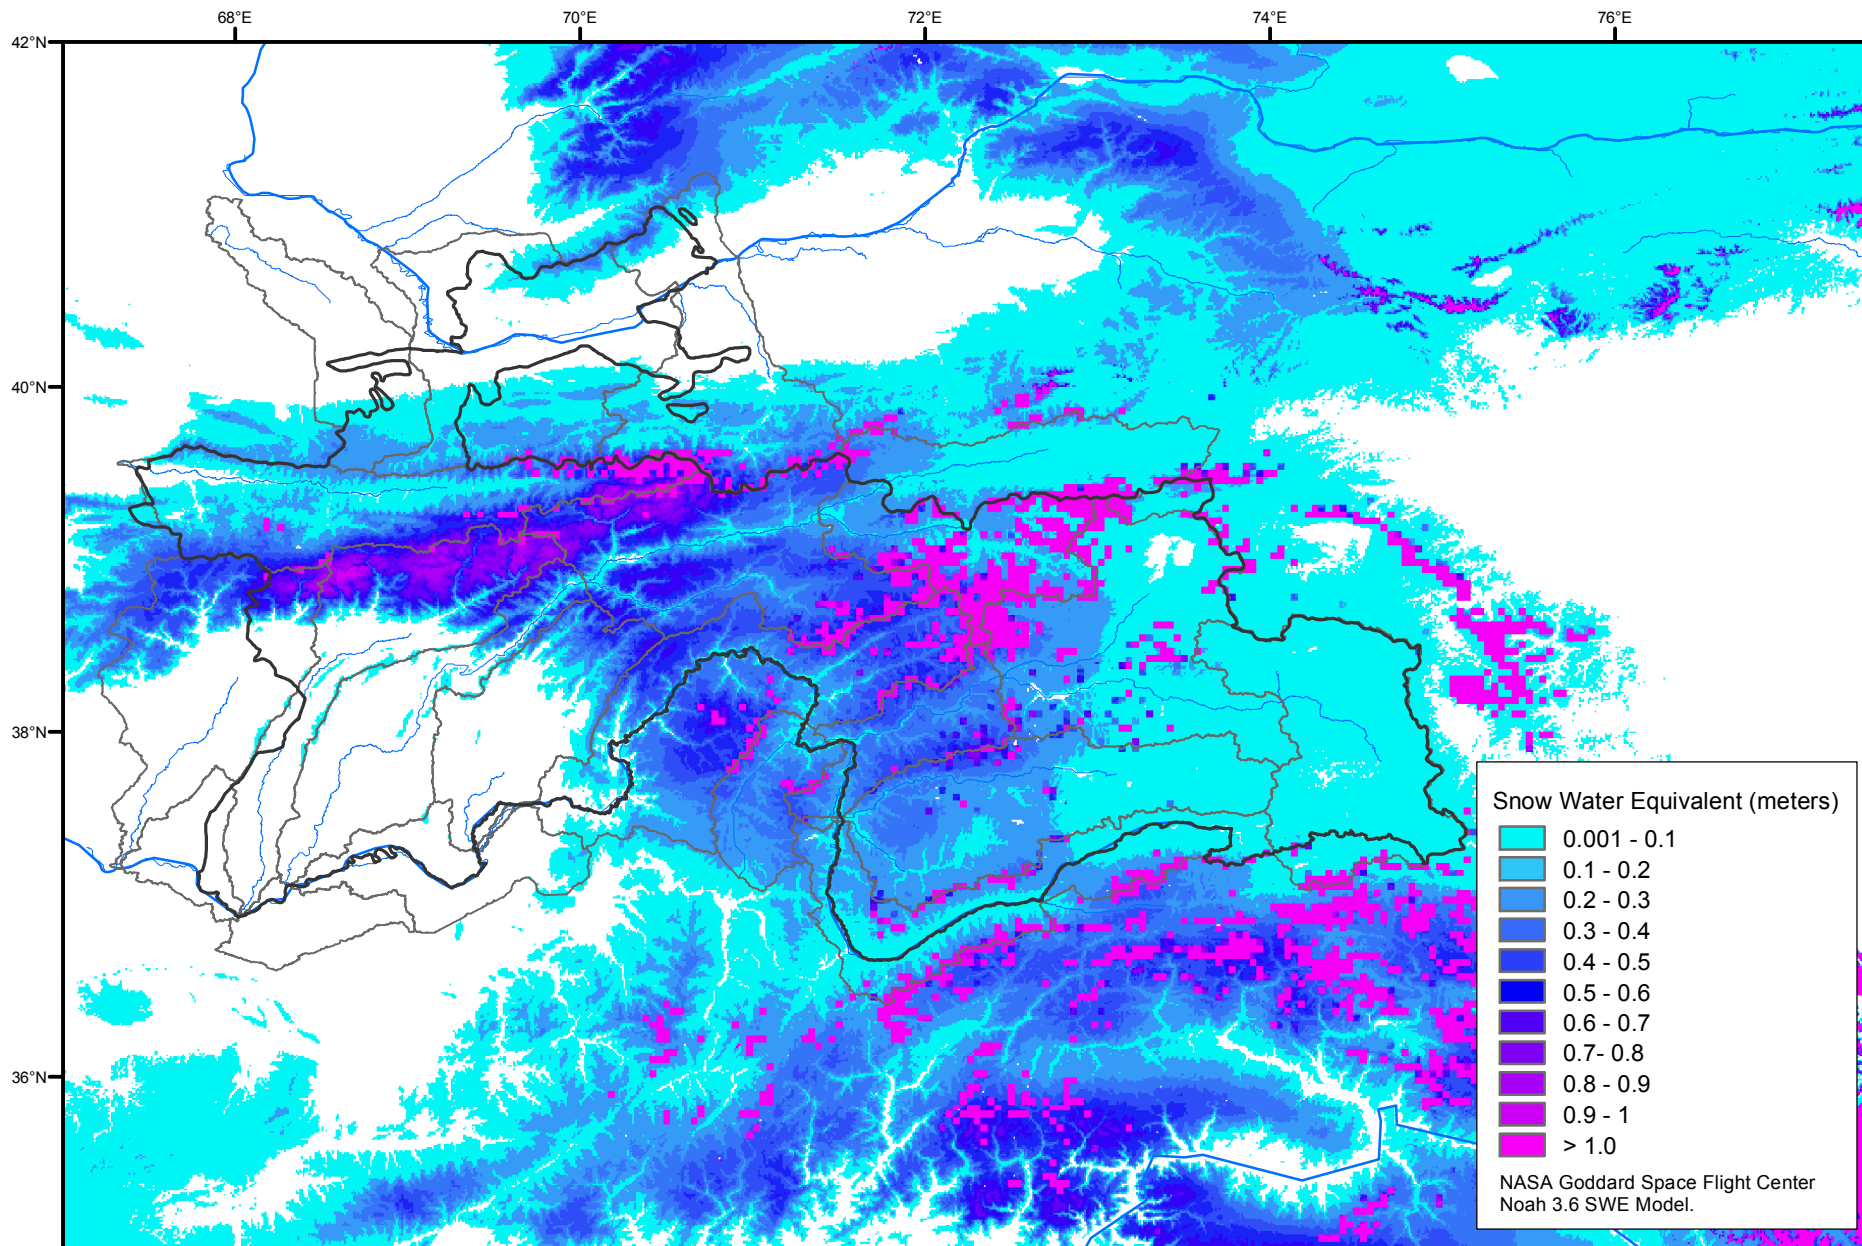 68°E
70°E
72°E
74°E
76°E
42°N
40°N
38°N
36°N
Snow Water Equivalent (meters)
0.001 - 0.1
0.1 - 0.2
0.2 - 0.3
0.3 - 0.4
0.4 - 0.5
0.5 - 0.6
0.6 - 0.7
0.7- 0.8
0.8 - 0.9
0.9 - 1
> 1.0
NASA Goddard Space Flight Center
Noah 3.6 SWE Model.